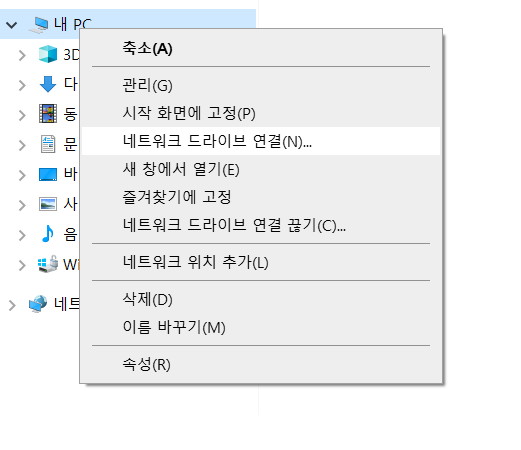 내 PC
축소(A)
3D
관리(G)
다
시작 화면에 고정(P)
동
네트워크 드라이브 연결(N)...
문
새 창에서 열기(E)
바
즐겨찾기에 고정
사
네트워크 드라이브 연결 끊기(C)...
음
네트워크 위치 추가(L)
Wi
삭제(D)
네트
이름 바꾸기(M)
속성(R)